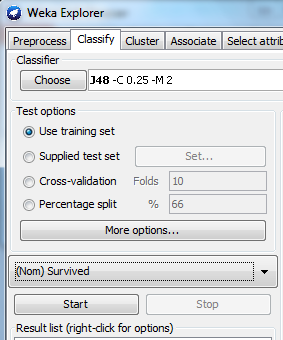 Weka Explorer
Preprocess Classify Cluster Associate Select attrib
Classifier
Choose J48 -C 0.25 -M 2
Test options
Use training set
Supplied test set Set...
Cross-validation Folds 10
Percentage split % 66
More options...
(Nom) Survived
Start Stop
Result list (right-click for options)